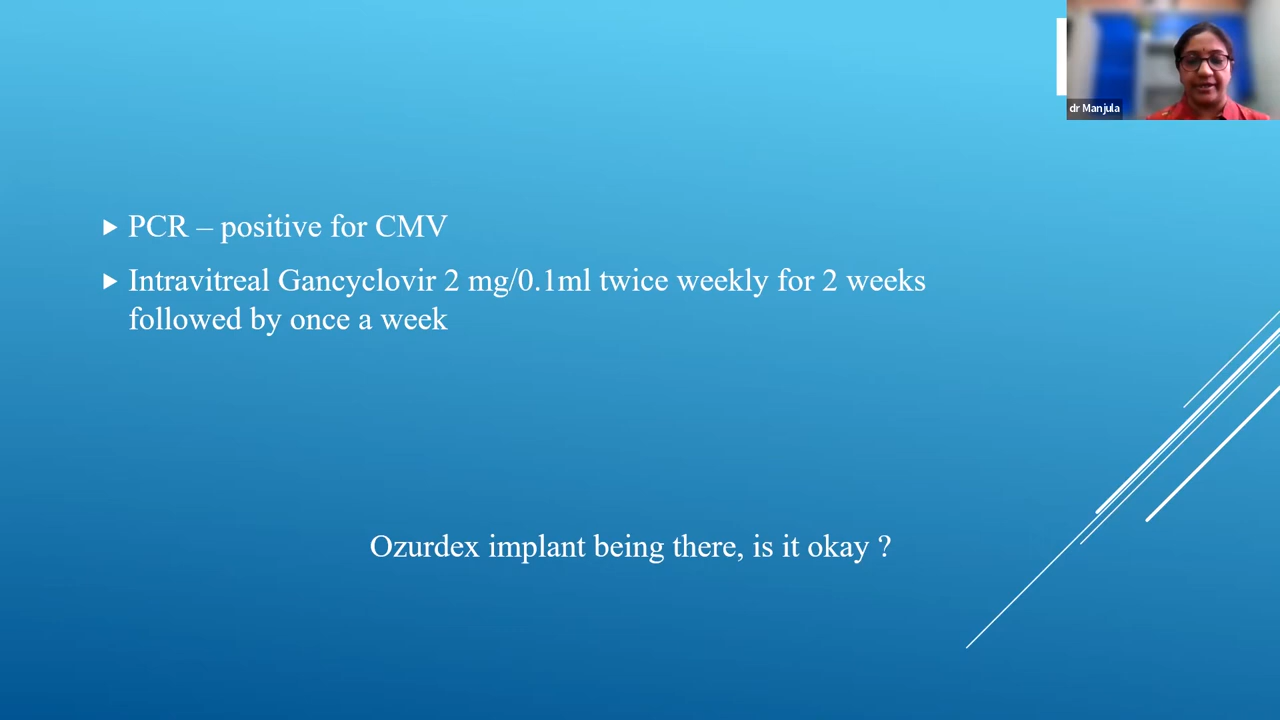 dr Manjula
PCR – positive for CMV
Intravitreal Gancyclovir 2 mg/0.1ml twice weekly for 2 weeks
followed by once a week
Ozurdex implant being there, is it okay ?